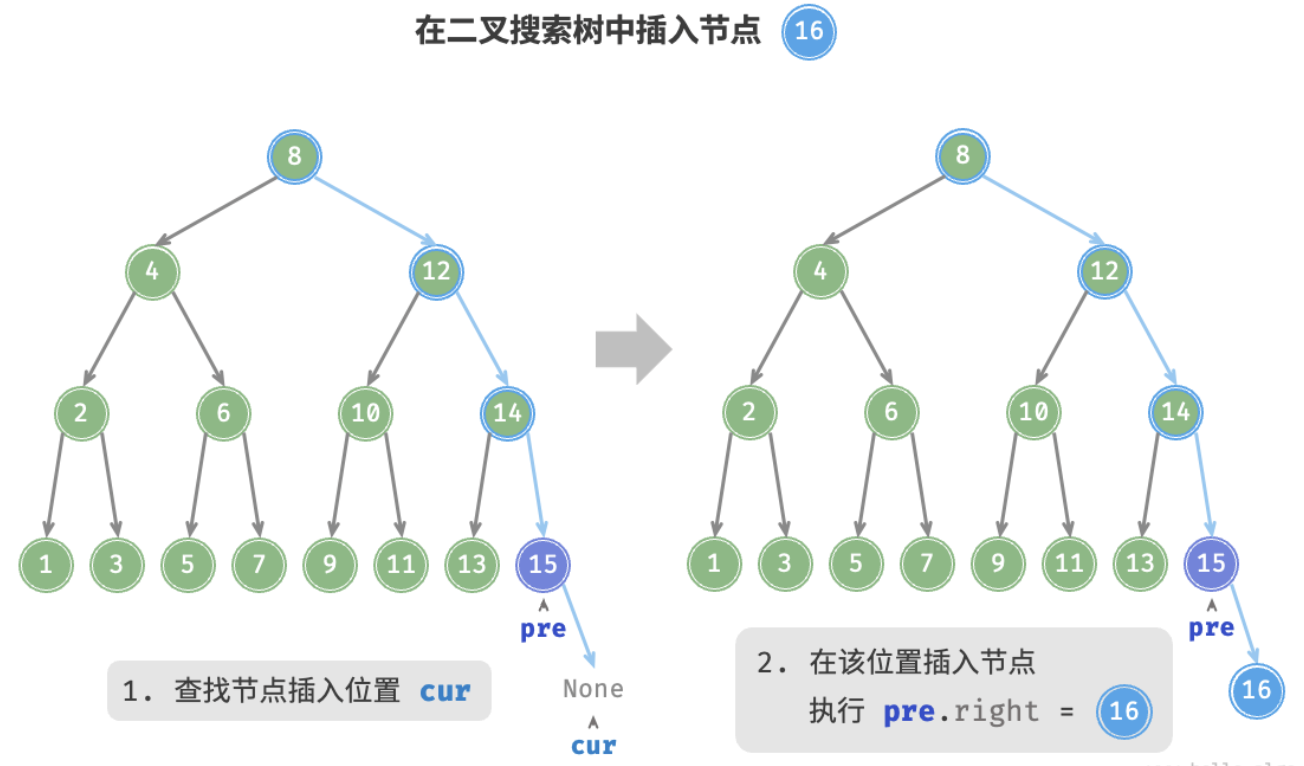 在二叉搜索树中插入节点 16
8
4 12
2 6 10 14
1 3 5 7 9 11 13 15
pre
None
cur
1. 查找节点插入位置 cur
8
4 12
2 6 10 14
1 3 5 7 9 11 13 15
pre
16
2. 在该位置插入节点
执行 pre.right = 16